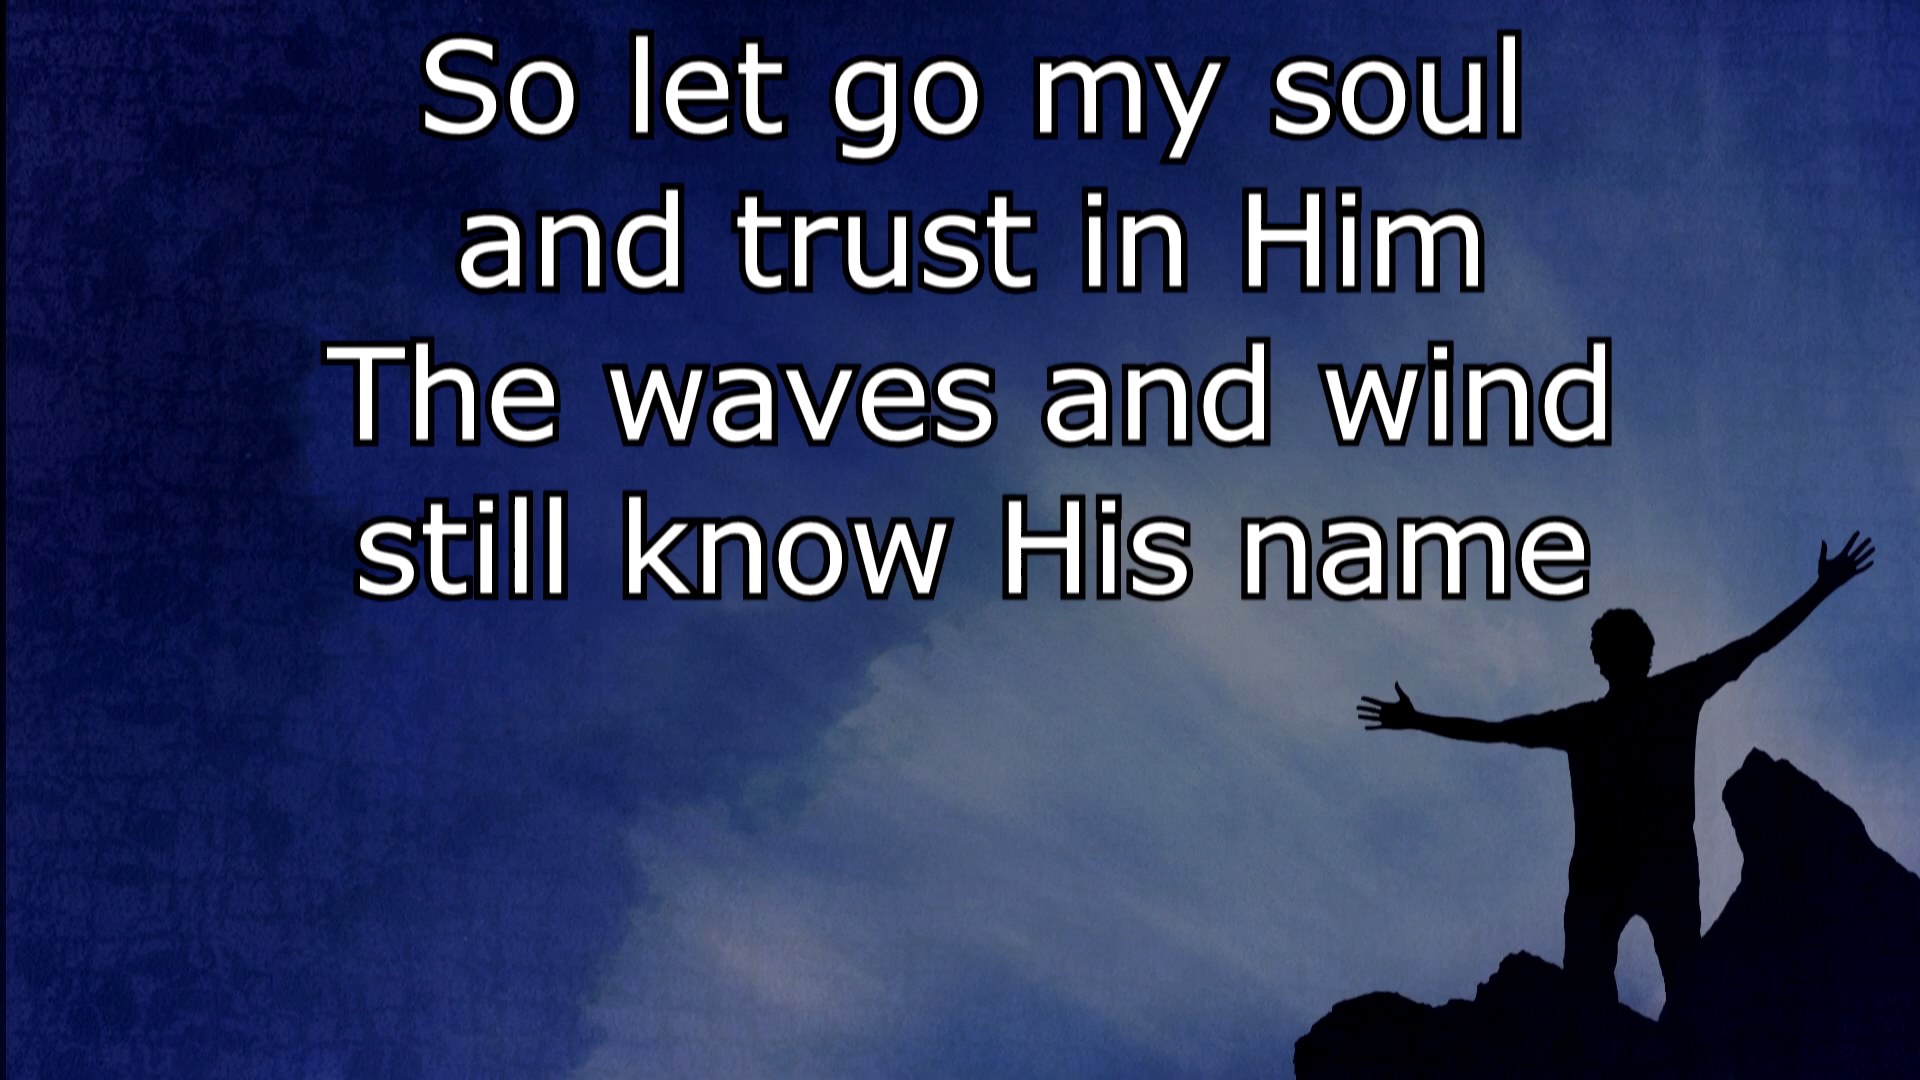 So let go my soul
and trust in Him
The waves and wind
still know His name